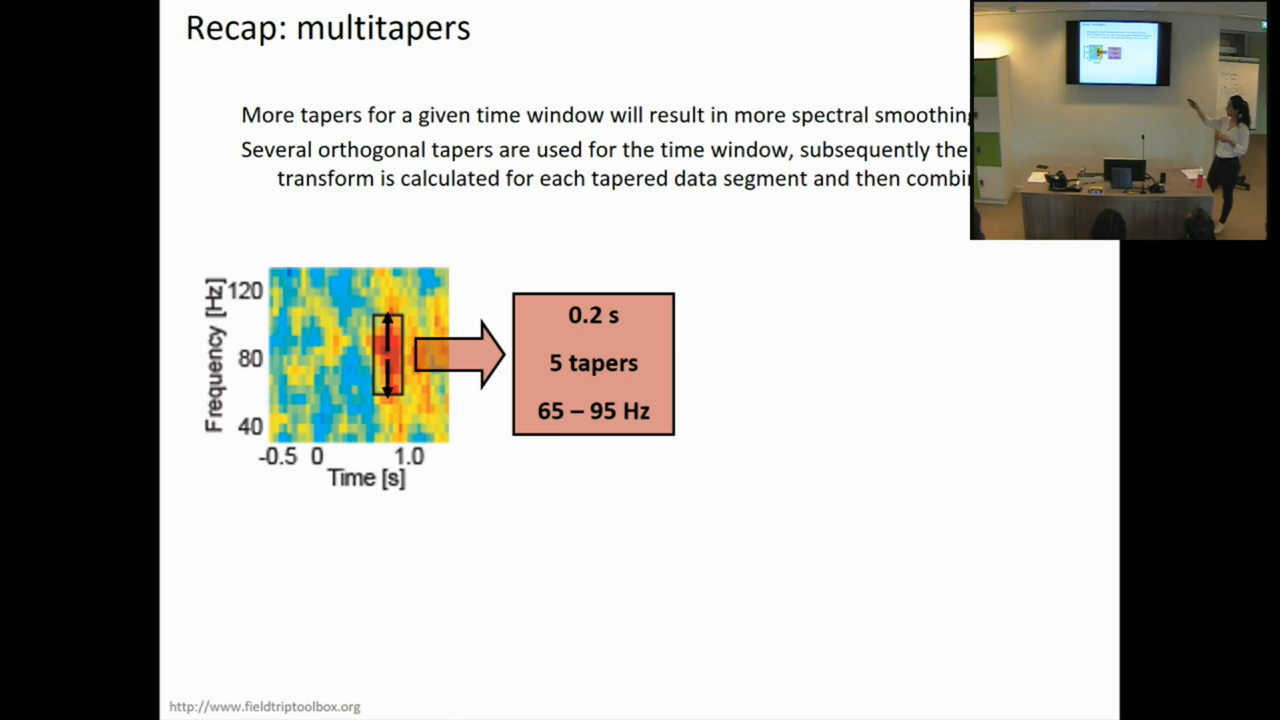 Recap: multitapers
More tapers for a given time window will result in more spectral smoothing
Several orthogonal tapers are used for the time window, subsequently the
transform is calculated for each tapered data segment and then combin
Frequency [Hz]
120
80
40
-0.5 0 1.0
Time [s]
0.2 s
5 tapers
65 – 95 Hz
http://www.fieldtriptoolbox.org